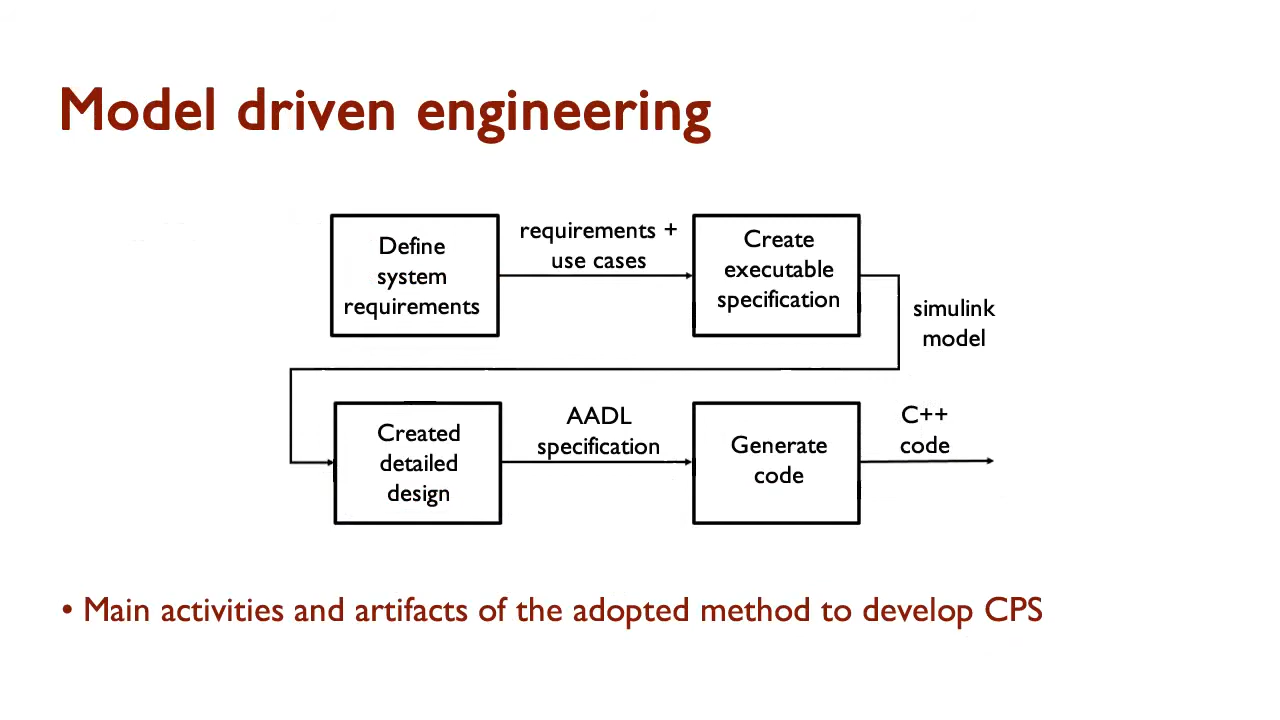 Model driven engineering
Define
system
requirements
requirements +
use cases
Create
executable
specification
simulink
model
Created
detailed
design
AADL
specification
Generate
code
C++
code
• Main activities and artifacts of the adopted method to develop CPS